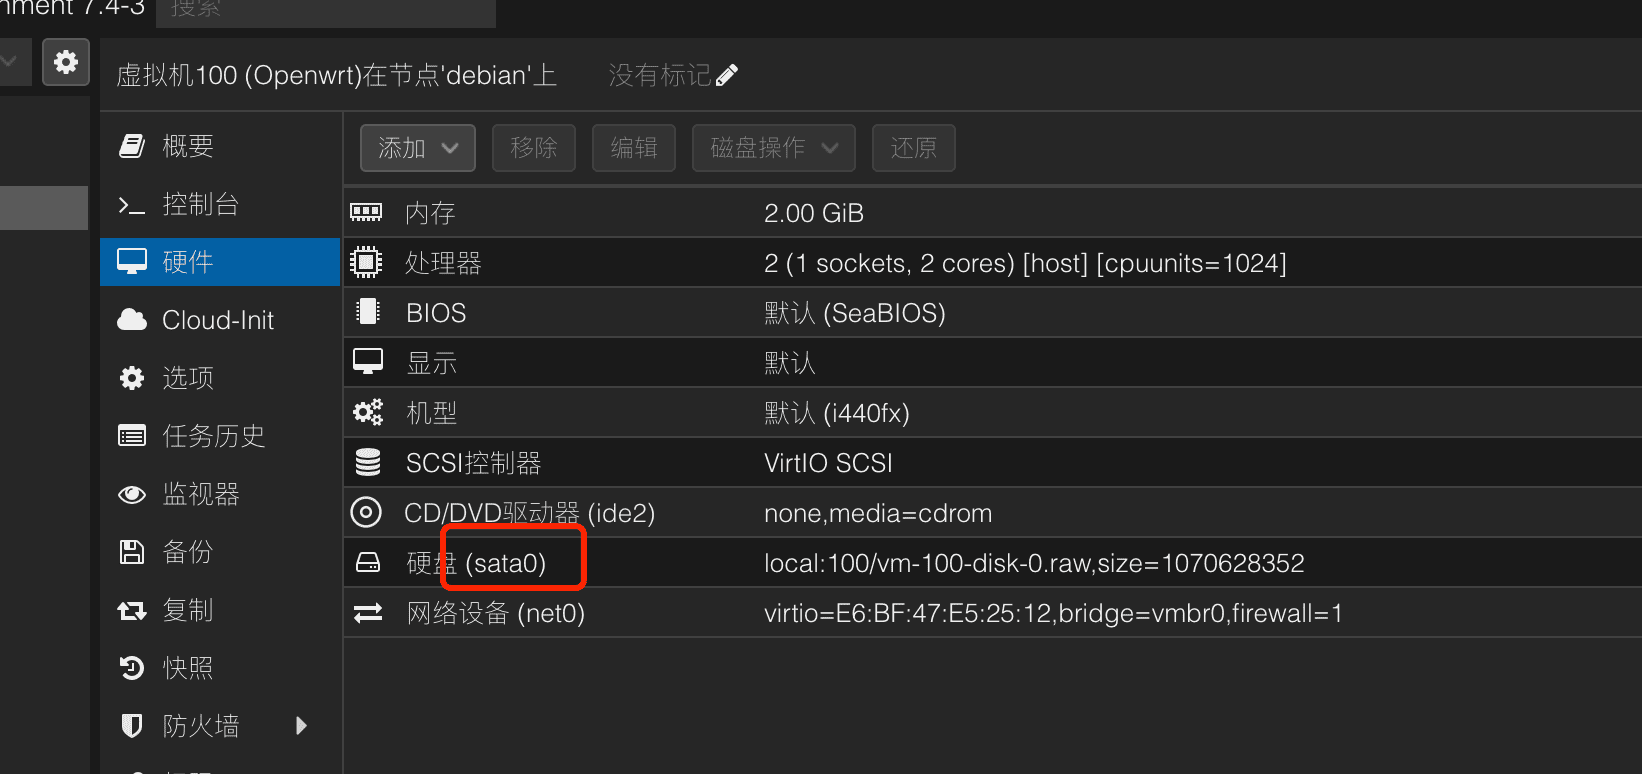 nment 7.4-3 搜索
虚拟机100 (Openwrt)在节点'debian'上 没有标记
概要
控制台
硬件
Cloud-Init
选项
任务历史
监视器
备份
复制
快照
防火墙
添加 移除 编辑 磁盘操作 还原
内存 2.00 GiB
处理器 2 (1 sockets, 2 cores) [host] [cpuunits=1024]
BIOS 默认 (SeaBIOS)
显示 默认
机型 默认 (i440fx)
SCSI控制器 VirtIO SCSI
CD/DVD驱动器 (ide2) none,media=cdrom
硬盘 (sata0) local:100/vm-100-disk-0.raw,size=1070628352
网络设备 (net0) virtio=E6:BF:47:E5:25:12,bridge=vmbr0,firewall=1